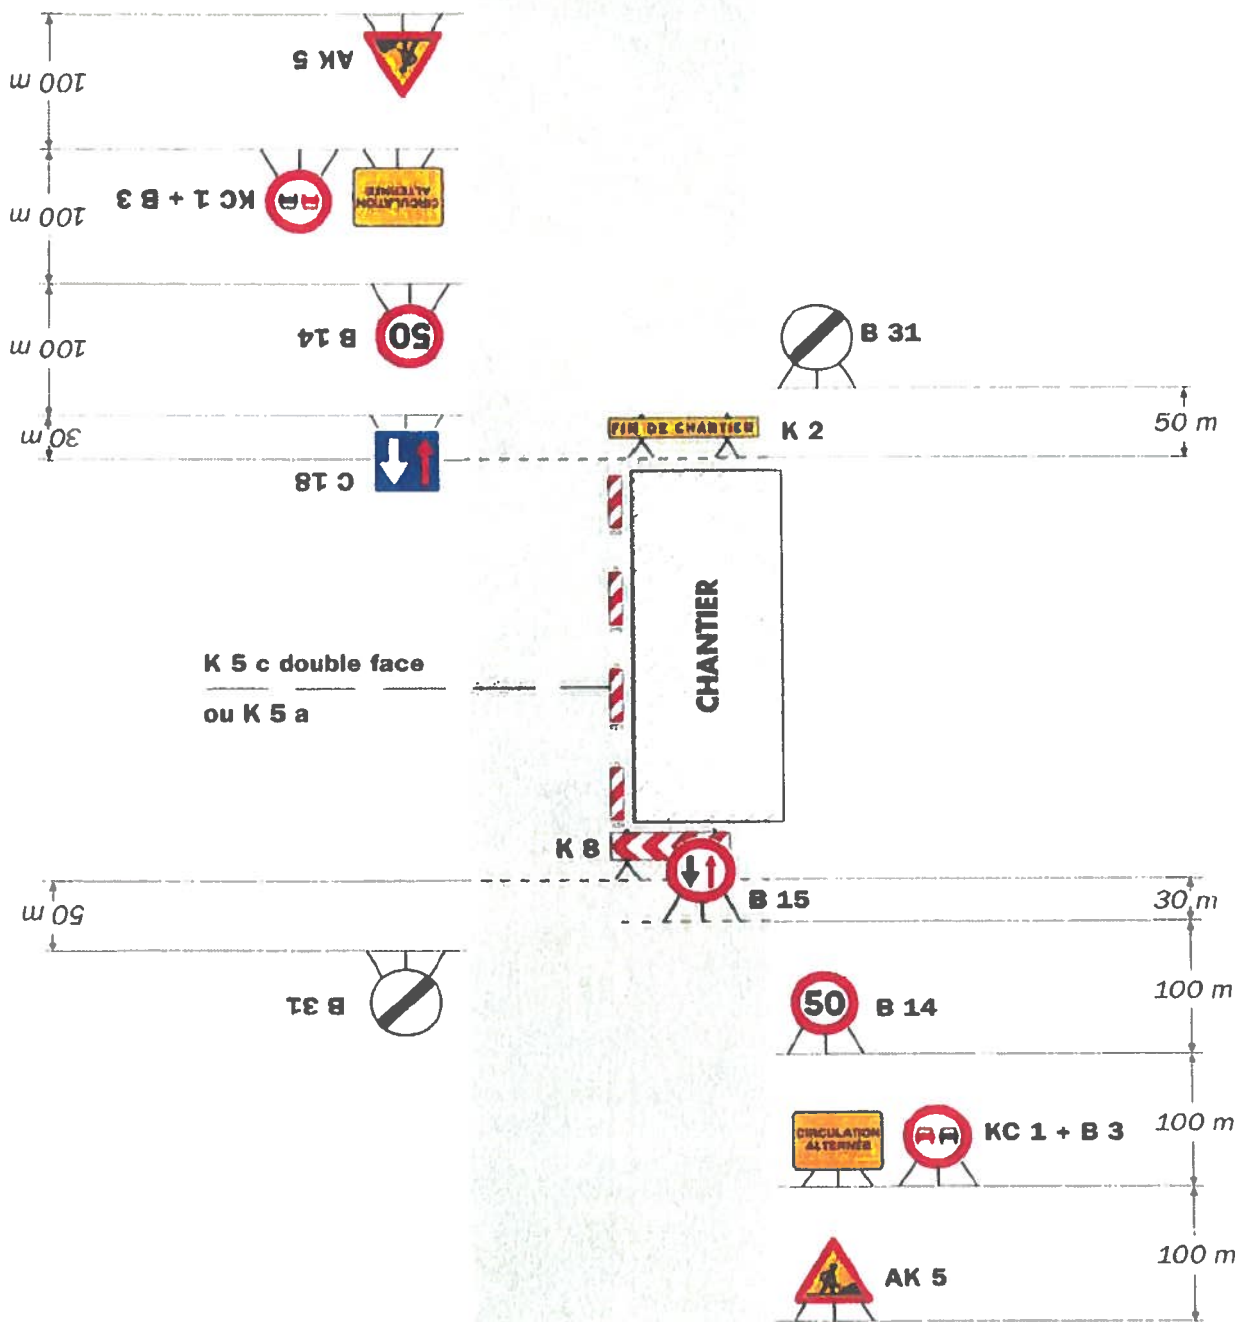 AK 5
100 m
KC 1 + B 3
CIRCULATION
ALTERNÉE
100 m
B 14
50
100 m
B 31
50 m
FIN DE CHANTIER
K 2
30 m
C 18
CHANTIER
K 5 c double face
ou K 5 a
K 8
B 15
30 m
50 m
B 31
50
B 14
100 m
CIRCULATION
ALTERNÉE
KC 1 + B 3
100 m
AK 5
100 m